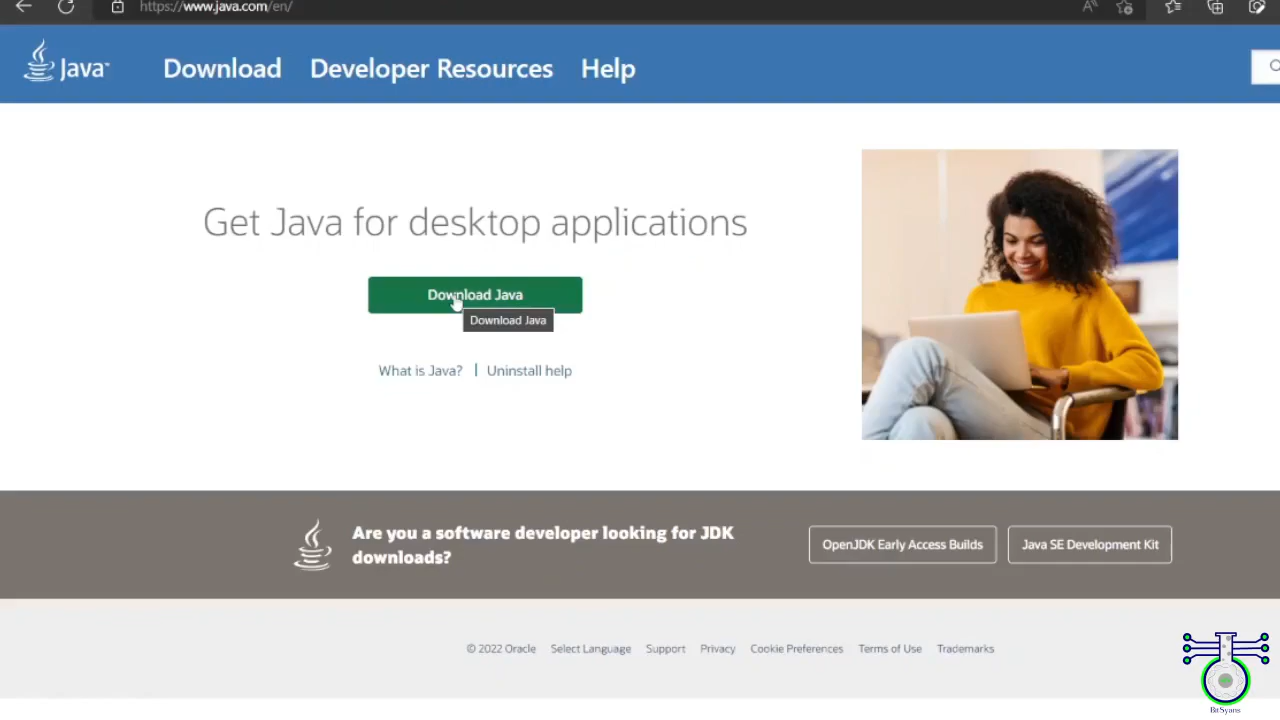 https://www.java.com/en/
Java™
Download
Developer Resources
Help
Get Java for desktop applications
Download Java
Download Java
What is Java? | Uninstall help
Are you a software developer looking for JDK
downloads?
OpenJDK Early Access Builds
Java SE Development Kit
© 2022 Oracle Select Language Support Privacy Cookie Preferences Terms of Use Trademarks
BitSyans